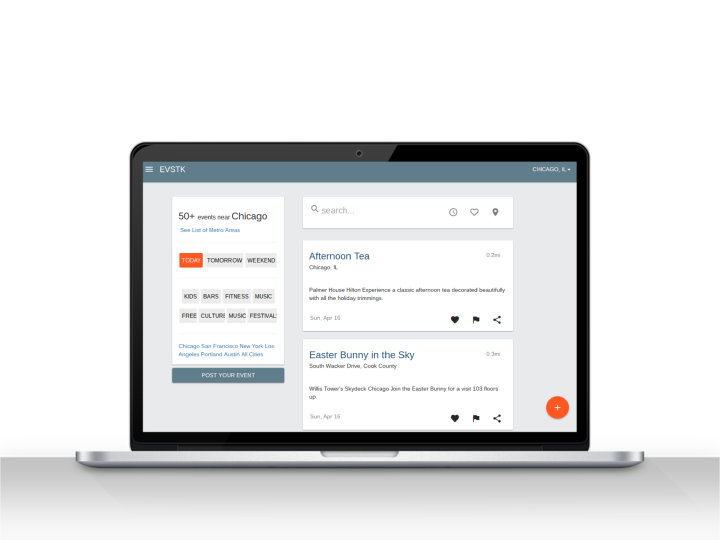 EVSTK
CHICAGO, IL
50+ events near Chicago
See List of Metro Areas
TODAY TOMORROW WEEKEND
KIDS BARS FITNESS MUSIC
FREE CULTURE MUSIC FESTIVALS
Chicago San Francisco New York Los
Angeles Portland Austin All Cities
POST YOUR EVENT
search...
Afternoon Tea
0.2mi
Chicago, IL
Palmer House Hilton Experience a classic afternoon tea decorated beautifully
with all the holiday trimmings.
Sun, Apr 16
Easter Bunny in the Sky
0.3mi
South Wacker Drive, Cook County
Willis Tower's Skydeck Chicago Join the Easter Bunny for a visit 103 floors
up.
Sun, Apr 16
+